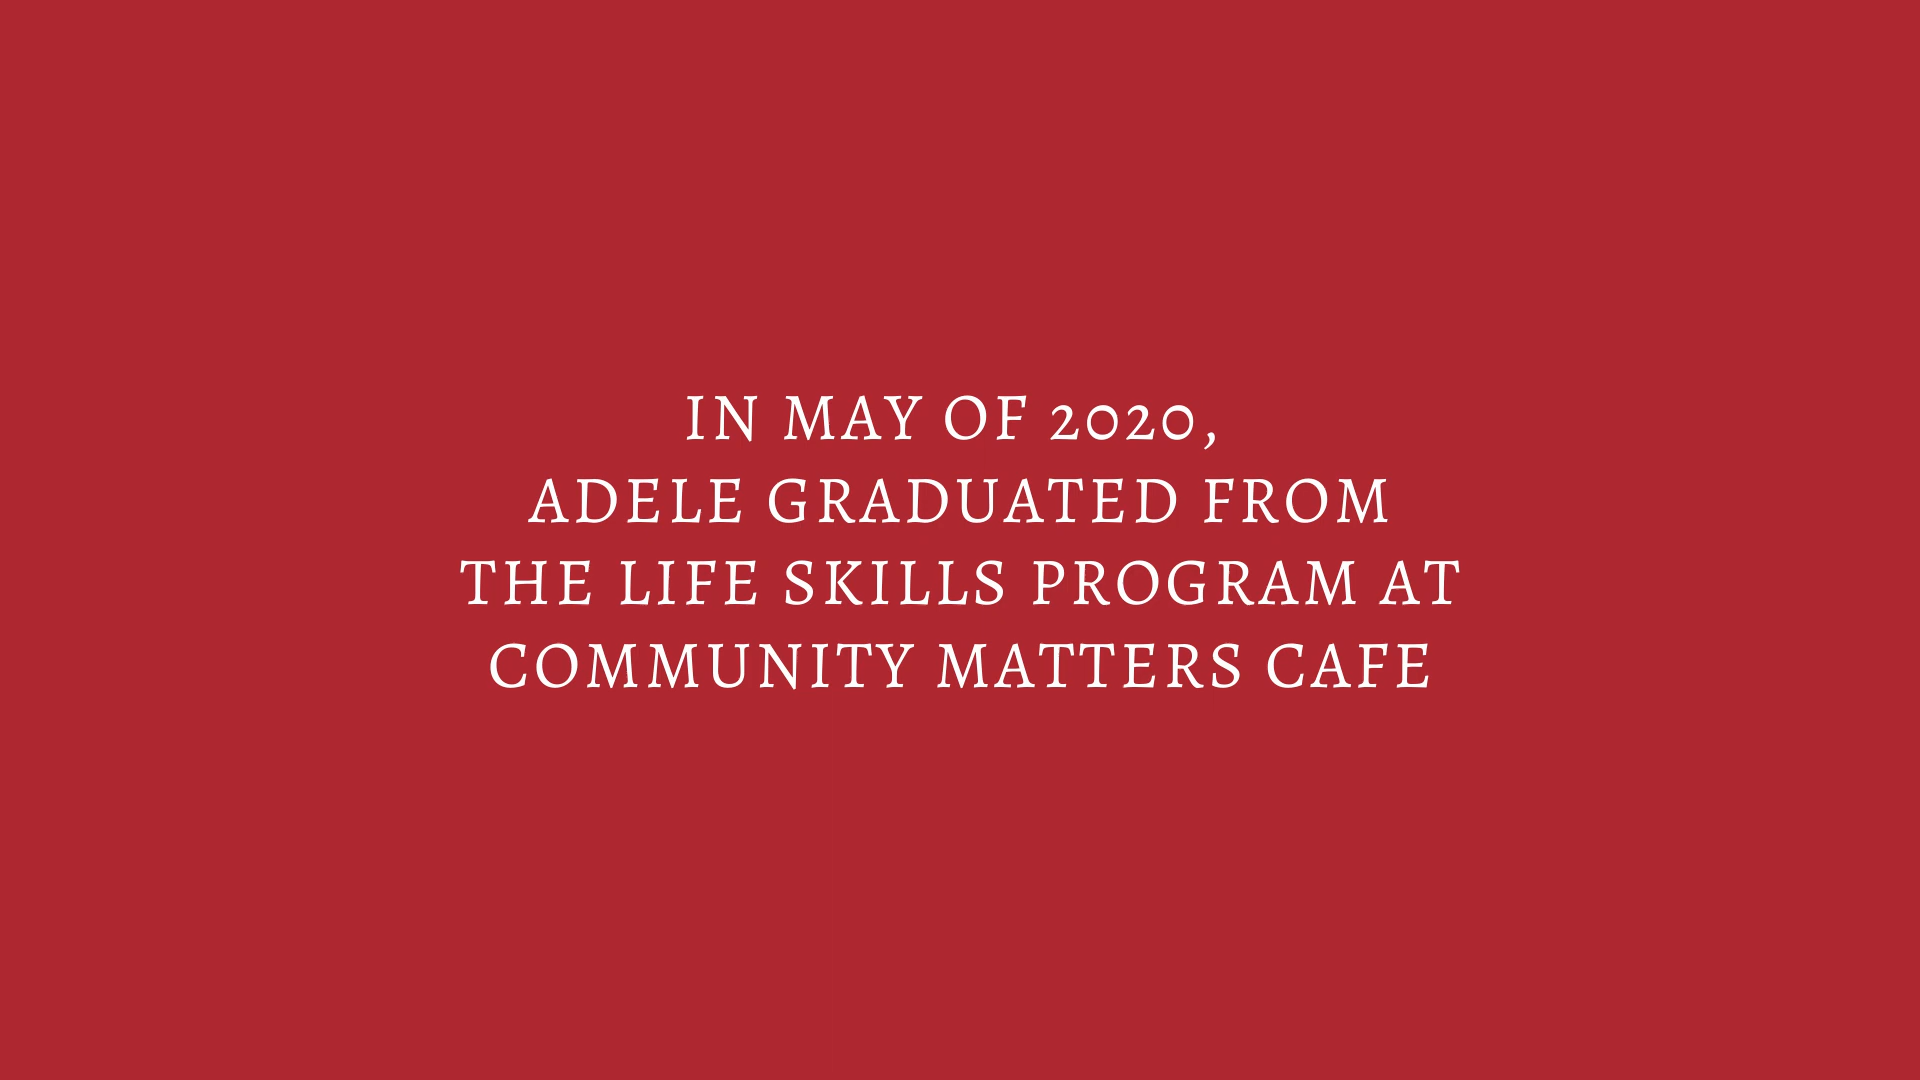 IN MAY OF 2020,
ADELE GRADUATED FROM
THE LIFE SKILLS PROGRAM AT
COMMUNITY MATTERS CAFE